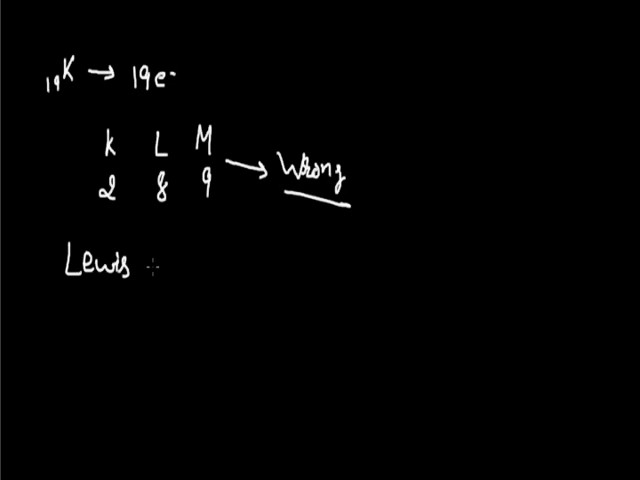 ₁₉K → 19e⁻
K L M
2 8 9 → Wrong
Lewis